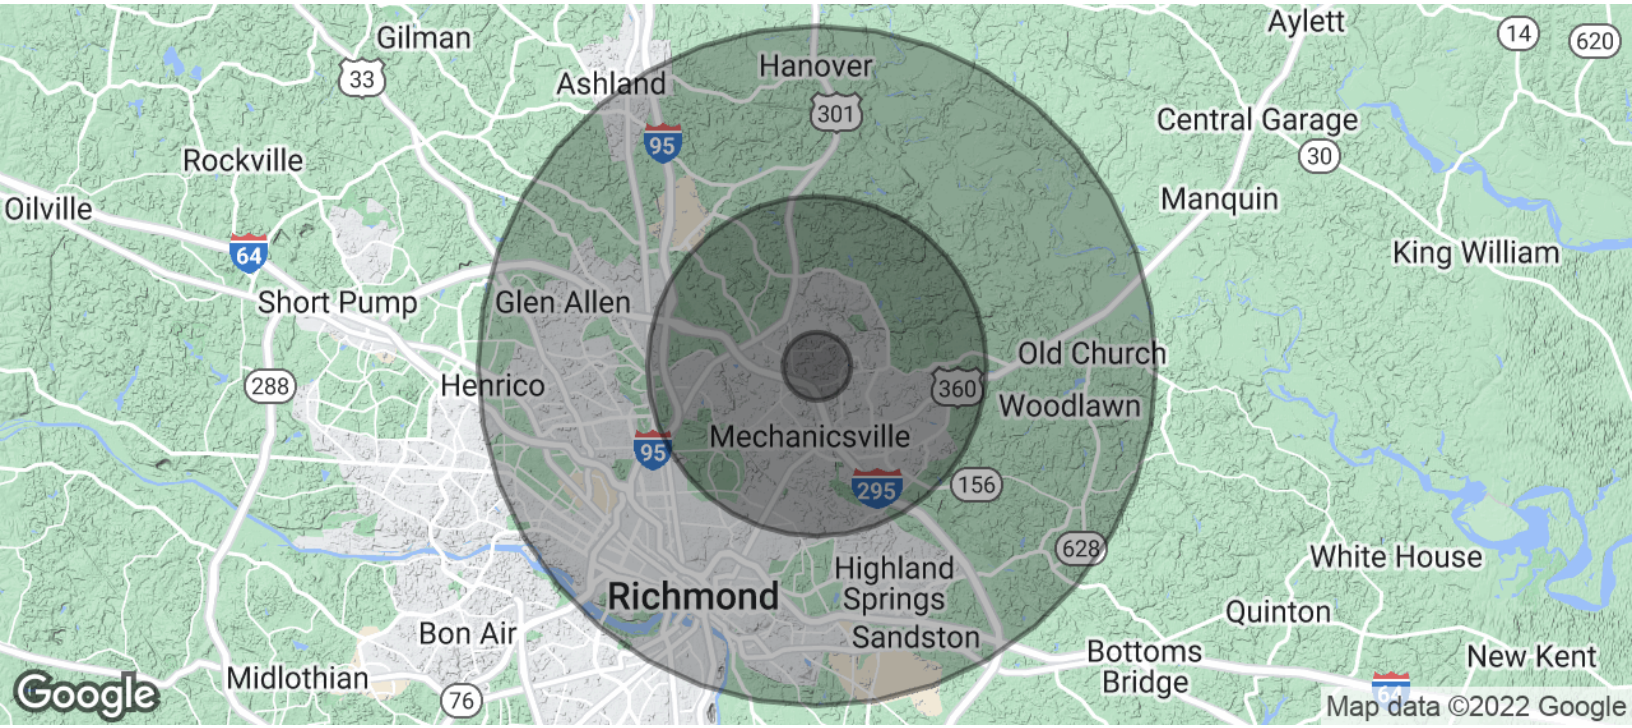 Aylett
14
620
Gilman
33
Hanover
Ashland
301
Central Garage
95
30
Rockville
Manquin
Oilville
64
King William
Short Pump
Glen Allen
Old Church
288
Henrico
360
Woodlawn
Mechanicsville
95
295
156
628
White House
Highland
Springs
Richmond
Quinton
Bon Air
Sandston
Bottoms
Bridge
New Kent
Midlothian
Google
76
64
Map data ©2022 Google